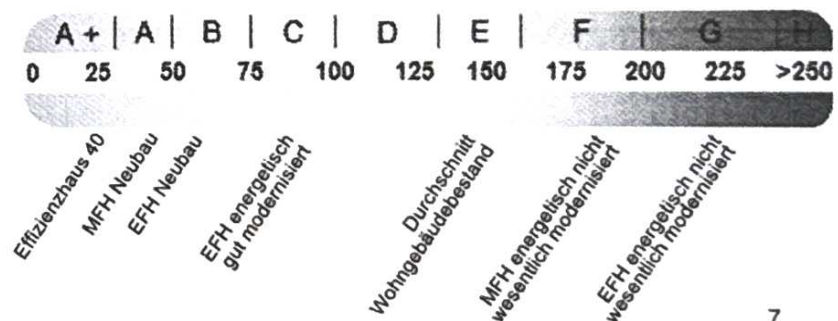 A+ | A | B | C | D | E | F | G | H
0 25 50 75 100 125 150 175 200 225 >250
Effizienzhaus 40
MFH Neubau
EFH Neubau
EFH energetisch
gut modernisiert
Durchschnitt
Wohngebäudebestand
MFH energetisch nicht
wesentlich modernisiert
EFH energetisch nicht
wesentlich modernisiert
7